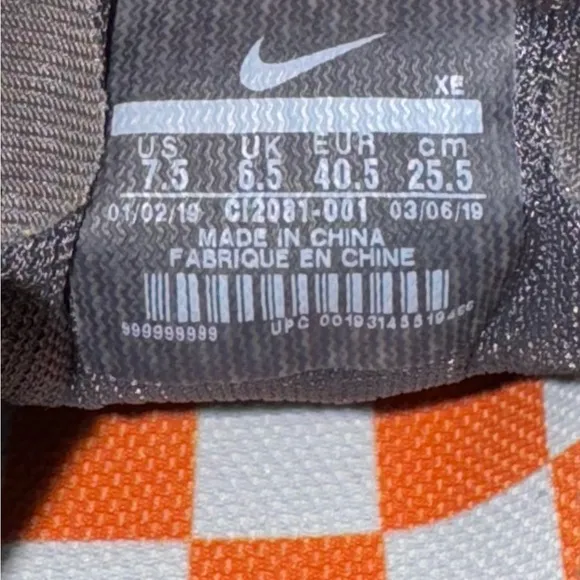 XE
US UK EUR cm
7.5 6.5 40.5 25.5
01/02/19 CI2081-001 03/06/19
MADE IN CHINA
FABRIQUE EN CHINE
999999999 UPC